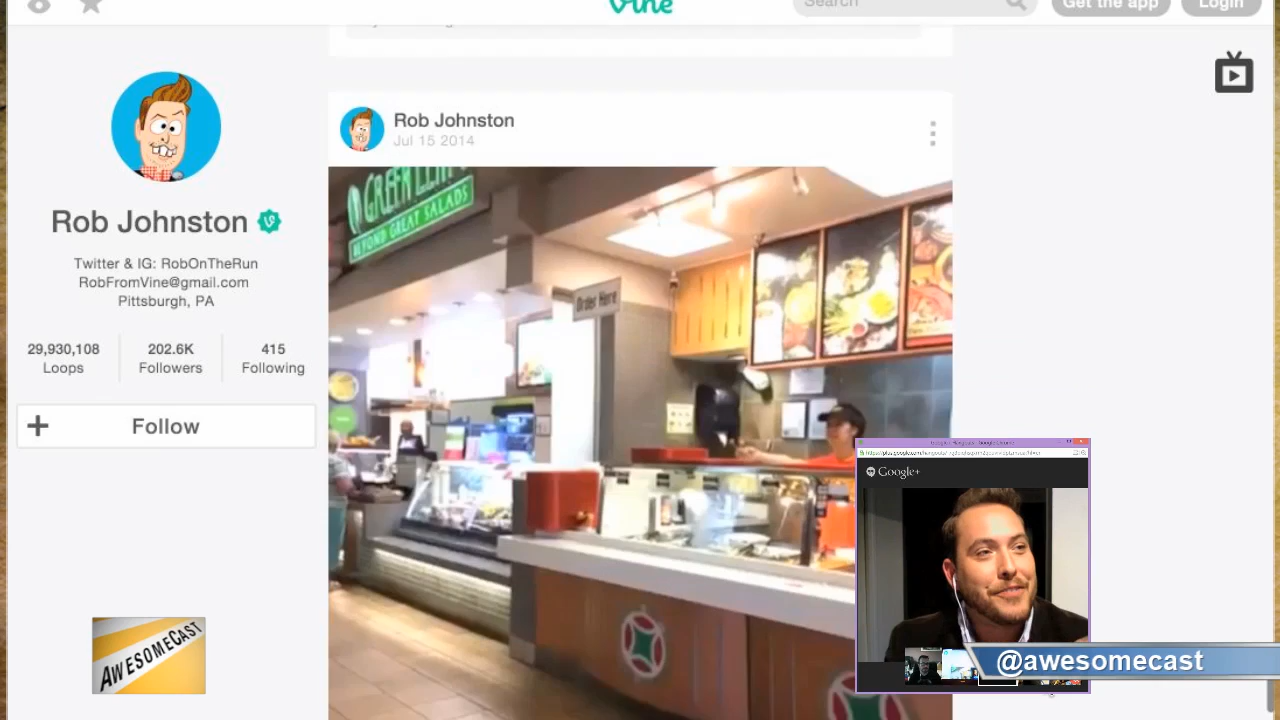 Vine
Search
Get the app
Login
Rob Johnston
Twitter & IG: RobOnTheRun
RobFromVine@gmail.com
Pittsburgh, PA
29,930,108
Loops
202.6K
Followers
415
Following
+ Follow
AWESOMECAST
Rob Johnston
Jul 15 2014
GREEN
BEYOND GREAT SALADS
Order Here
Google+
@awesomecast